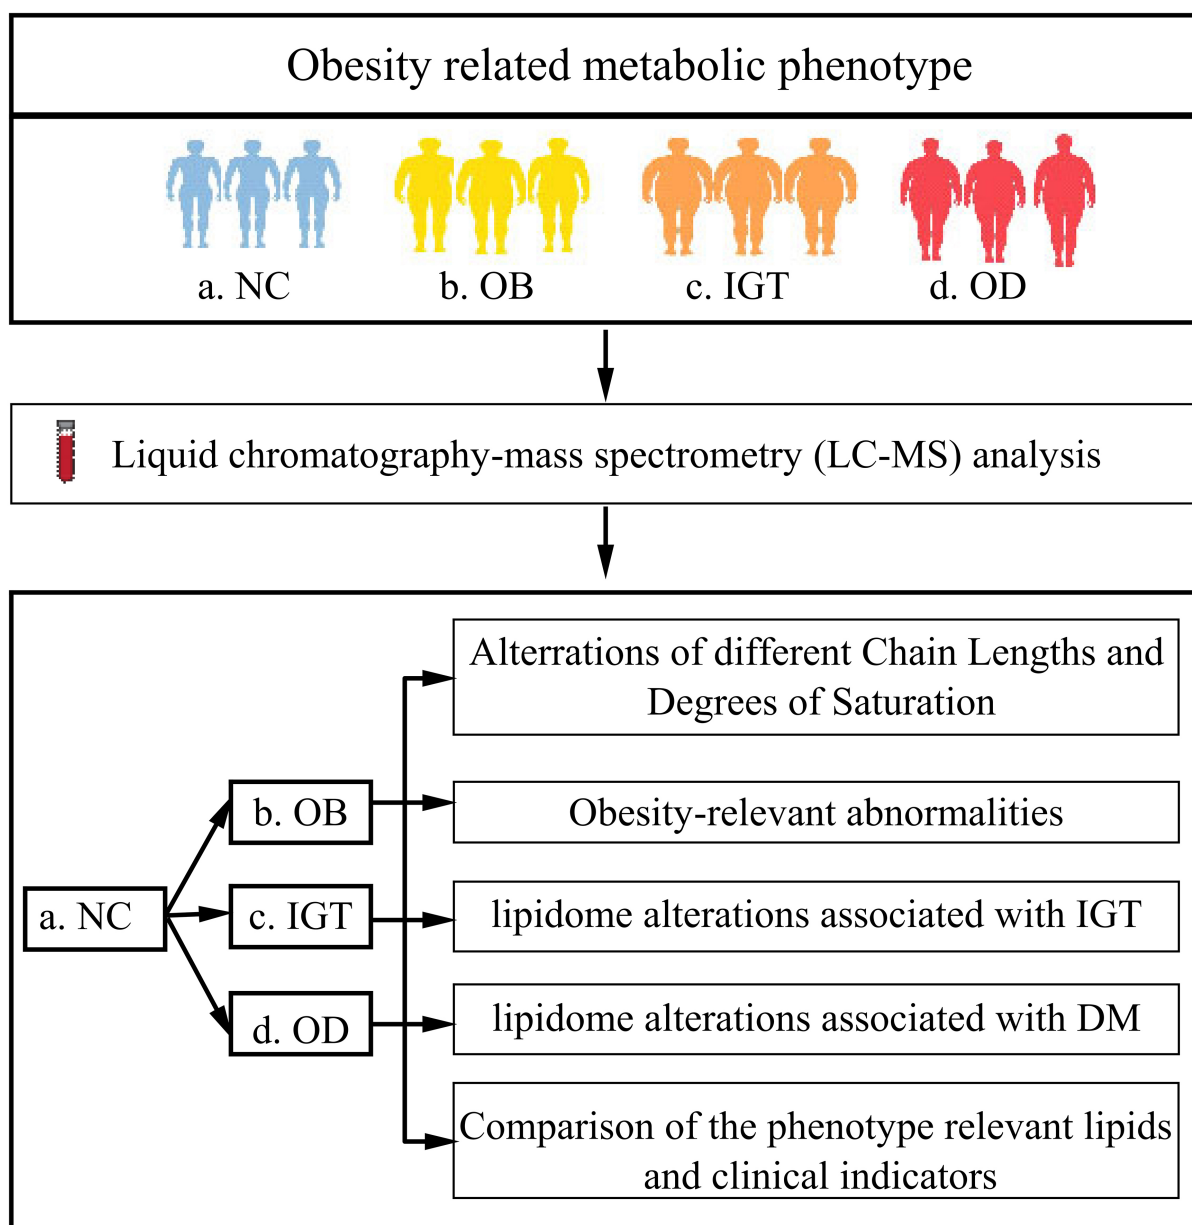 Obesity related metabolic phenotype
a. NC
b. OB
c. IGT
d. OD
Liquid chromatography-mass spectrometry (LC-MS) analysis
Alterrations of different Chain Lengths and
Degrees of Saturation
b. OB
Obesity-relevant abnormalities
a. NC
c. IGT
lipidome alterations associated with IGT
d. OD
lipidome alterations associated with DM
Comparison of the phenotype relevant lipids
and clinical indicators